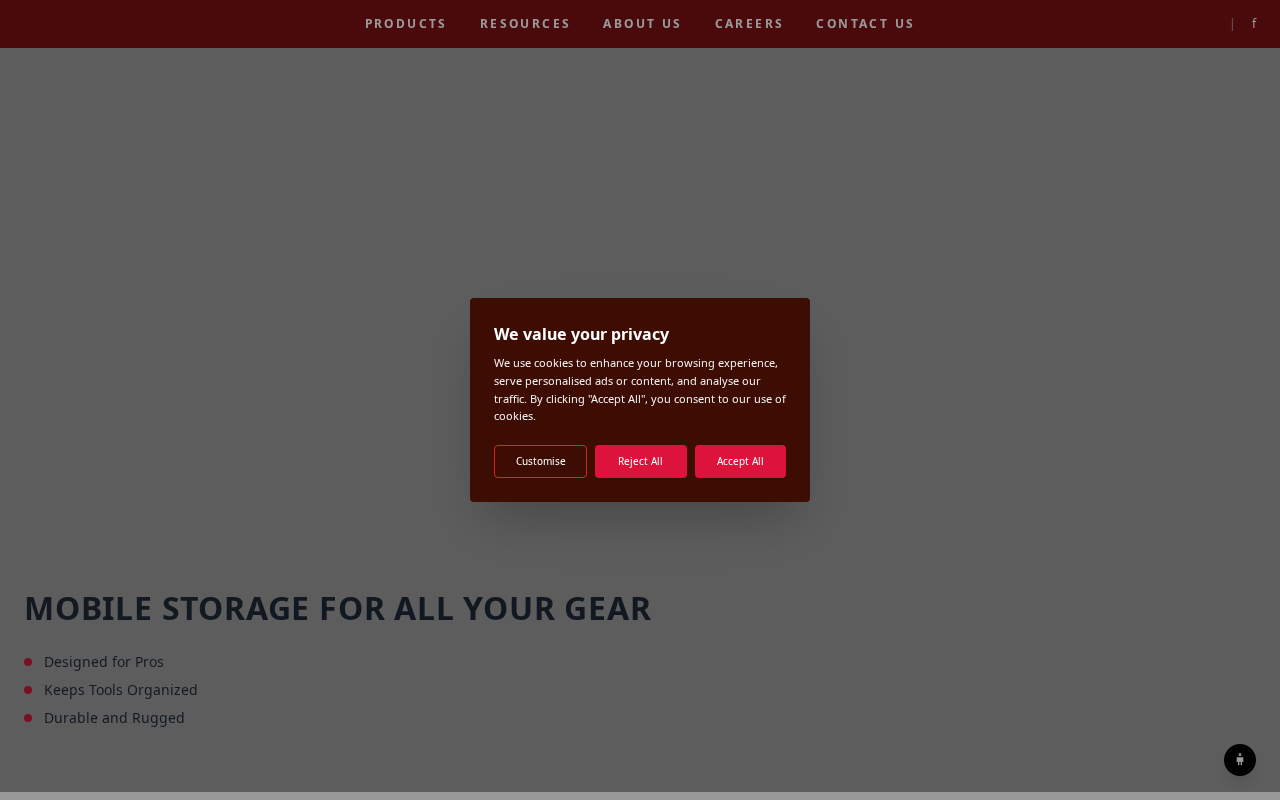 PRODUCTS RESOURCES ABOUT US CAREERS CONTACT US | f
We value your privacy
We use cookies to enhance your browsing experience,
serve personalised ads or content, and analyse our
traffic. By clicking "Accept All", you consent to our use of
cookies.
Customise Reject All Accept All
MOBILE STORAGE FOR ALL YOUR GEAR
Designed for Pros
Keeps Tools Organized
Durable and Rugged